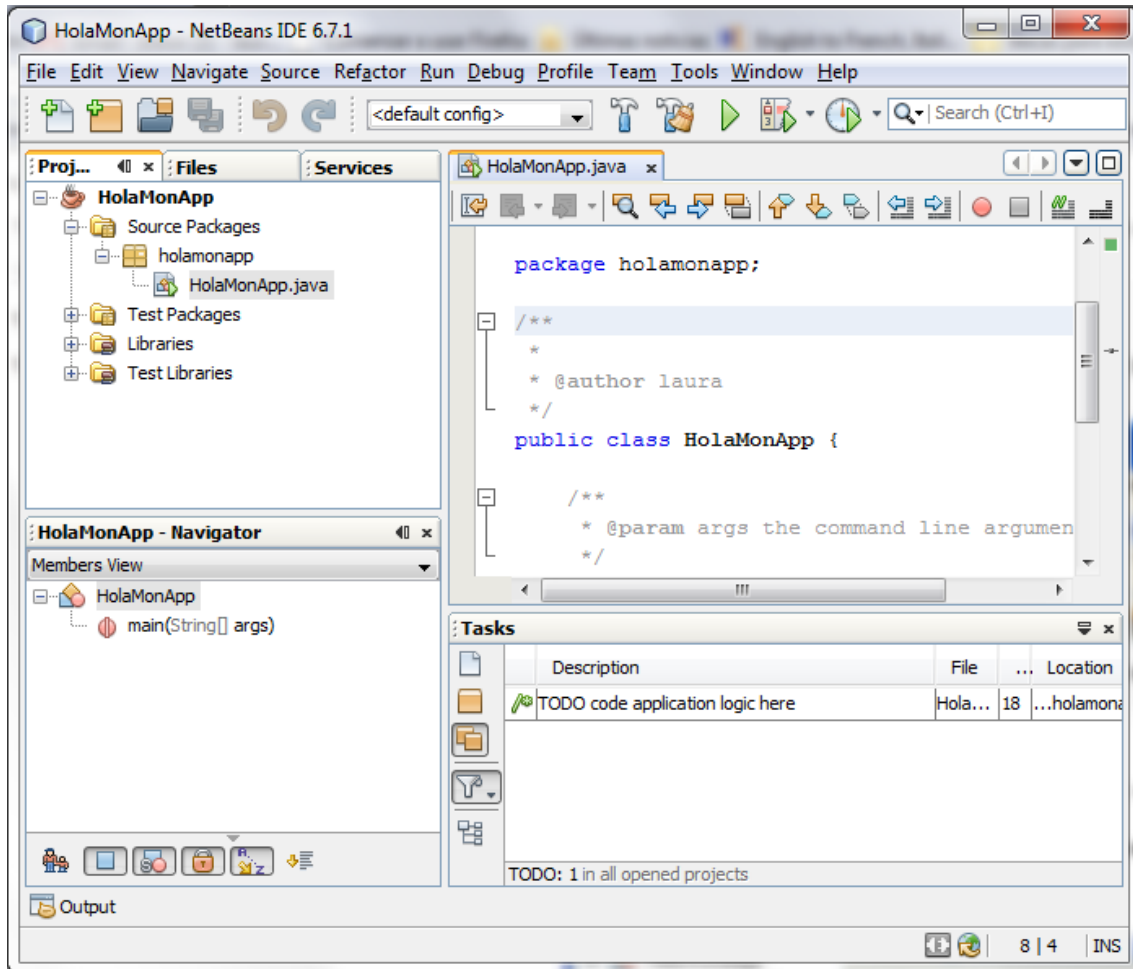 HolaMonApp - NetBeans IDE 6.7.1
File Edit View Navigate Source Refactor Run Debug Profile Team Tools Window Help
<default config>
Search (Ctrl+I)
Proj... Files Services
HolaMonApp
Source Packages
holamonapp
HolaMonApp.java
Test Packages
Libraries
Test Libraries
HolaMonApp.java
package holamonapp;
/**
*
* @author laura
*/
public class HolaMonApp {
/**
* @param args the command line argumen
*/
HolaMonApp - Navigator
Members View
HolaMonApp
main(String[] args)
Tasks
Description File ... Location
TODO code application logic here Hola... 18 ...holamona
TODO: 1 in all opened projects
Output
8 | 4 INS